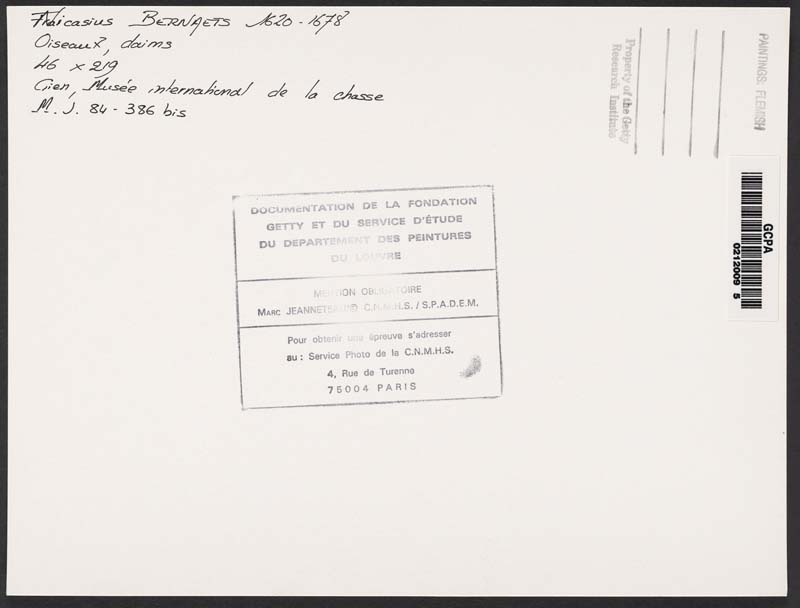 Nicasius BERNAETS 1620 - 1678
Oiseaux, daims
46 x 219
Gien, Musée international de la chasse
M. J. 84 - 386 bis
Property of the Getty
Research Institute
PAINTINGS: FLEMISH
GCPA
0212009 5
DOCUMENTATION DE LA FONDATION
GETTY ET DU SERVICE D'ÉTUDE
DU DEPARTEMENT DES PEINTURES
DU LOUVRE
MENTION OBLIGATOIRE
MARC JEANNETEAU © C.N.M.H.S. / S.P.A.D.E.M.
Pour obtenir une épreuve s'adresser
au : Service Photo de la C.N.M.H.S.
4, Rue de Turenne
75004 PARIS